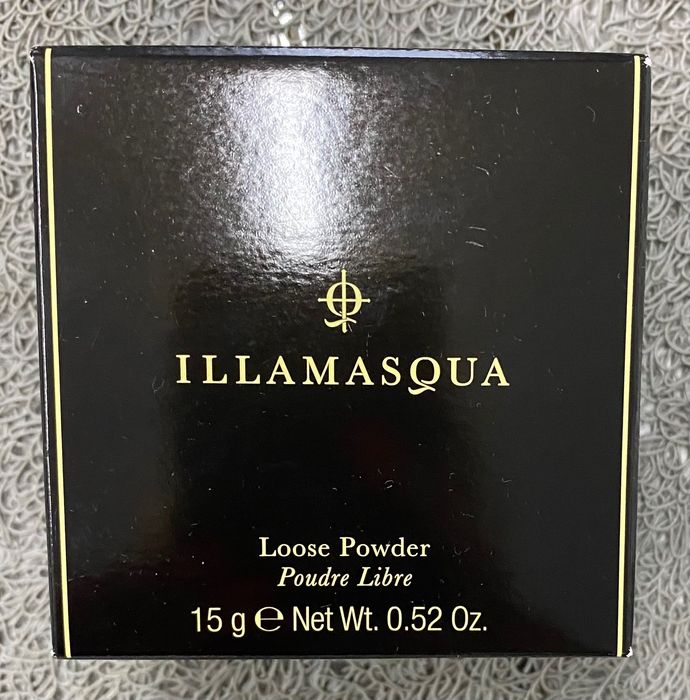 ILLAMASQUA
Loose Powder
Poudre Libre
15 g ℮ Net Wt. 0.52 Oz.